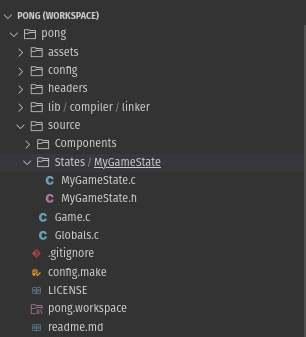 PONG (WORKSPACE)
pong
assets
config
headers
lib / compiler / linker
source
Components
States / MyGameState
MyGameState.c
MyGameState.h
Game.c
Globals.c
.gitignore
config.make
LICENSE
pong.workspace
readme.md